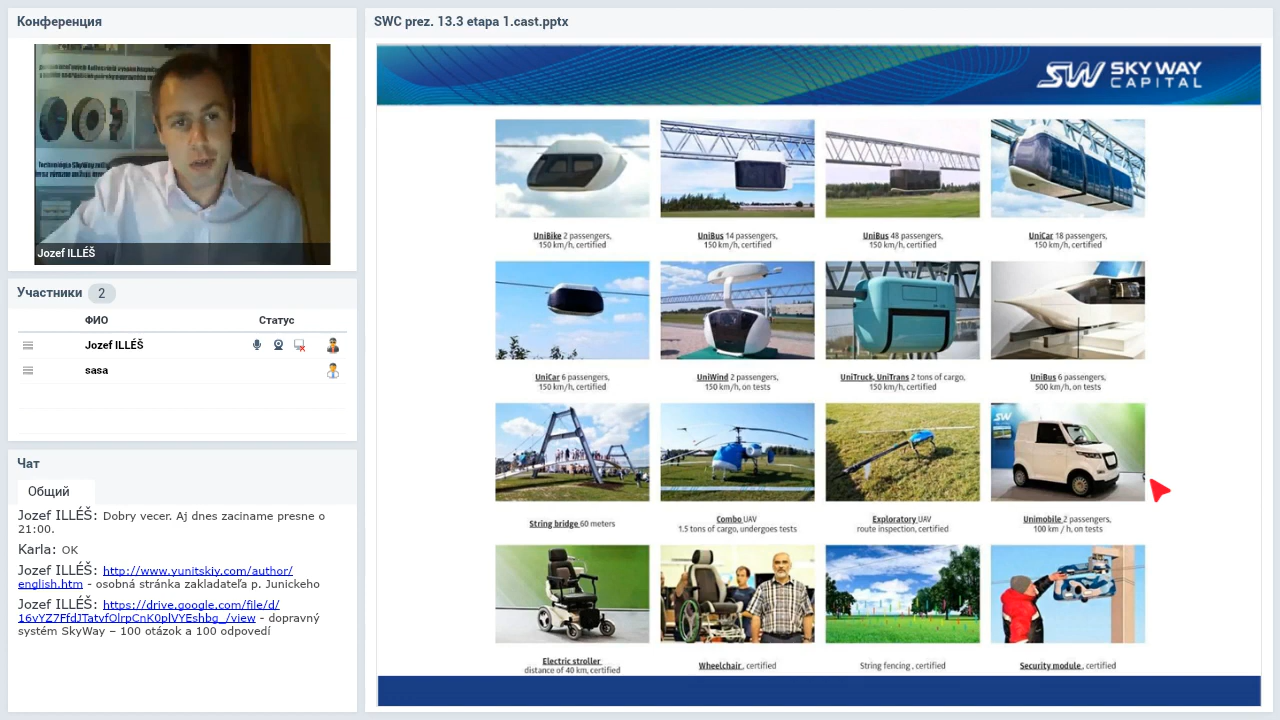 Конференция
Jozef ILLÉŠ
Участники 2
ФИО Статус
Jozef ILLÉŠ
sasa
Чат
Общий
Jozef ILLÉŠ: Dobry vecer. Aj dnes zaciname presne o
21:00.
Karla: OK
Jozef ILLÉŠ: http://www.yunitskiy.com/author/
english.htm - osobná stránka zakladateľa p. Junickeho
Jozef ILLÉŠ: https://drive.google.com/file/d/
16vYZ7FfdJTatvfOlrpCnK0plVYEshbg_/view - dopravný
systém SkyWay – 100 otázok a 100 odpovedí
SWC prez. 13.3 etapa 1.cast.pptx
SW SKY WAY
CAPITAL
UniBike 2 passengers,
150 km/h, certified
UniBus 14 passengers,
150 km/h, certified
UniBus 48 passengers,
150 km/h, certified
UniCar 18 passengers,
150 km/h, certified
UniCar 6 passengers,
150 km/h, certified
UniWind 2 passengers,
150 km/h, on tests
UniTruck, UniTrans 2 tons of cargo,
150 km/h, certified
UniBus 6 passengers,
500 km/h, on tests
SW
String bridge 60 meters
Combo UAV
1.5 tons of cargo, undergoes tests
Exploratory UAV
route inspection, certified
Unimobile 2 passengers,
100 km / h, on tests
Electric stroller
distance of 40 km, certified
Wheelchair , certified
String fencing , certified
Security module , certified